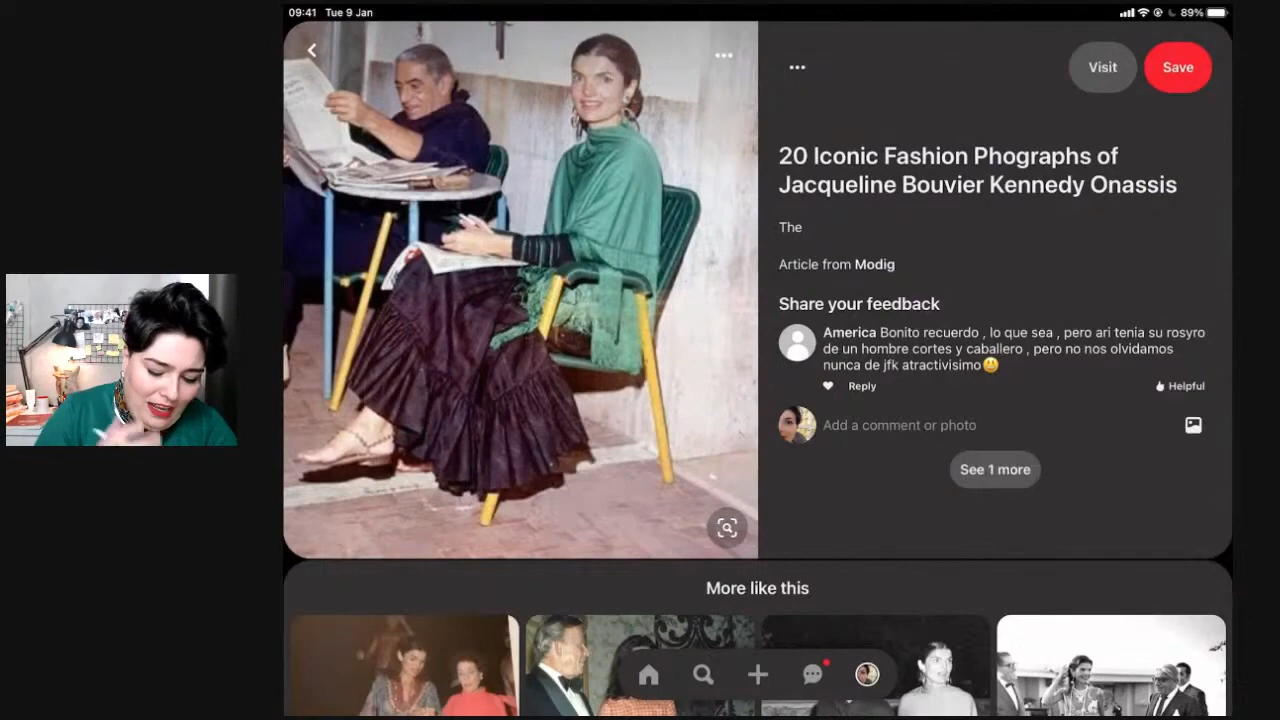 09:41 Tue 9 Jan
89%
Visit
Save
20 Iconic Fashion Phographs of
Jacqueline Bouvier Kennedy Onassis
The
Article from Modig
Share your feedback
America Bonito recuerdo , lo que sea , pero ari tenia su rosyro
de un hombre cortes y caballero , pero no nos olvidamos
nunca de jfk atractivisimo😃
Reply
Helpful
Add a comment or photo
See 1 more
More like this